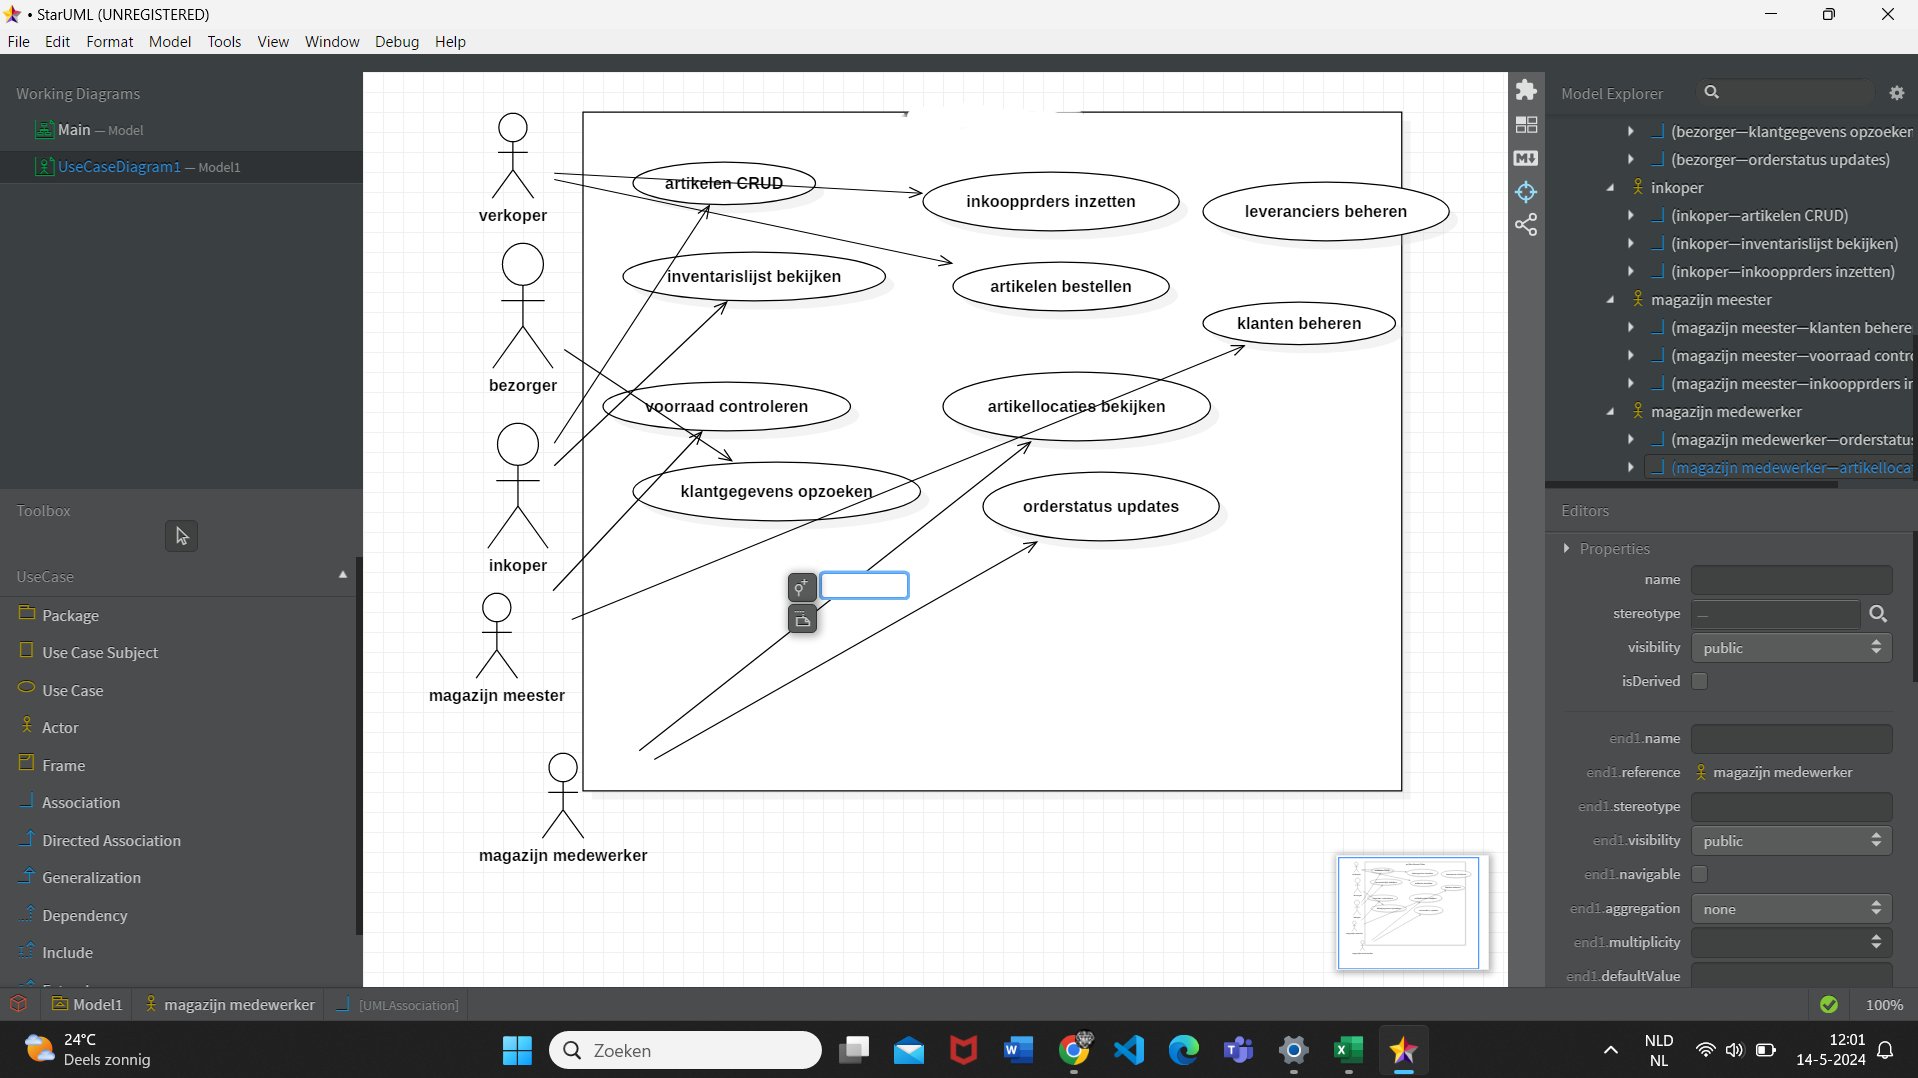 • StarUML (UNREGISTERED)
File Edit Format Model Tools View Window Debug Help
Working Diagrams
Main — Model
UseCaseDiagram1 — Model1
Toolbox
UseCase
Package
Use Case Subject
Use Case
Actor
Frame
Association
Directed Association
Generalization
Dependency
Include
verkoper
bezorger
inkoper
magazijn meester
magazijn medewerker
artikelen CRUD
inkoopprders inzetten
leveranciers beheren
inventarislijst bekijken
artikelen bestellen
klanten beheren
voorraad controleren
artikellocaties bekijken
klantgegevens opzoeken
orderstatus updates
M
Model Explorer
(bezorger—klantgegevens opzoeken
(bezorger—orderstatus updates)
inkoper
(inkoper—artikelen CRUD)
(inkoper—inventarislijst bekijken)
(inkoper—inkoopprders inzetten)
magazijn meester
(magazijn meester—klanten behere
(magazijn meester—voorraad contr
(magazijn meester—inkoopprders in
magazijn medewerker
(magazijn medewerker—orderstatus
(magazijn medewerker—artikellocat
Editors
Properties
name
stereotype —
visibility public
isDerived
end1.name
end1.reference magazijn medewerker
end1.stereotype
end1.visibility public
end1.navigable
end1.aggregation none
end1.multiplicity
end1.defaultValue
Model1 magazijn medewerker [UMLAssociation] 100%
24°C
Deels zonnig
Zoeken
NLD
NL
12:01
14-5-2024